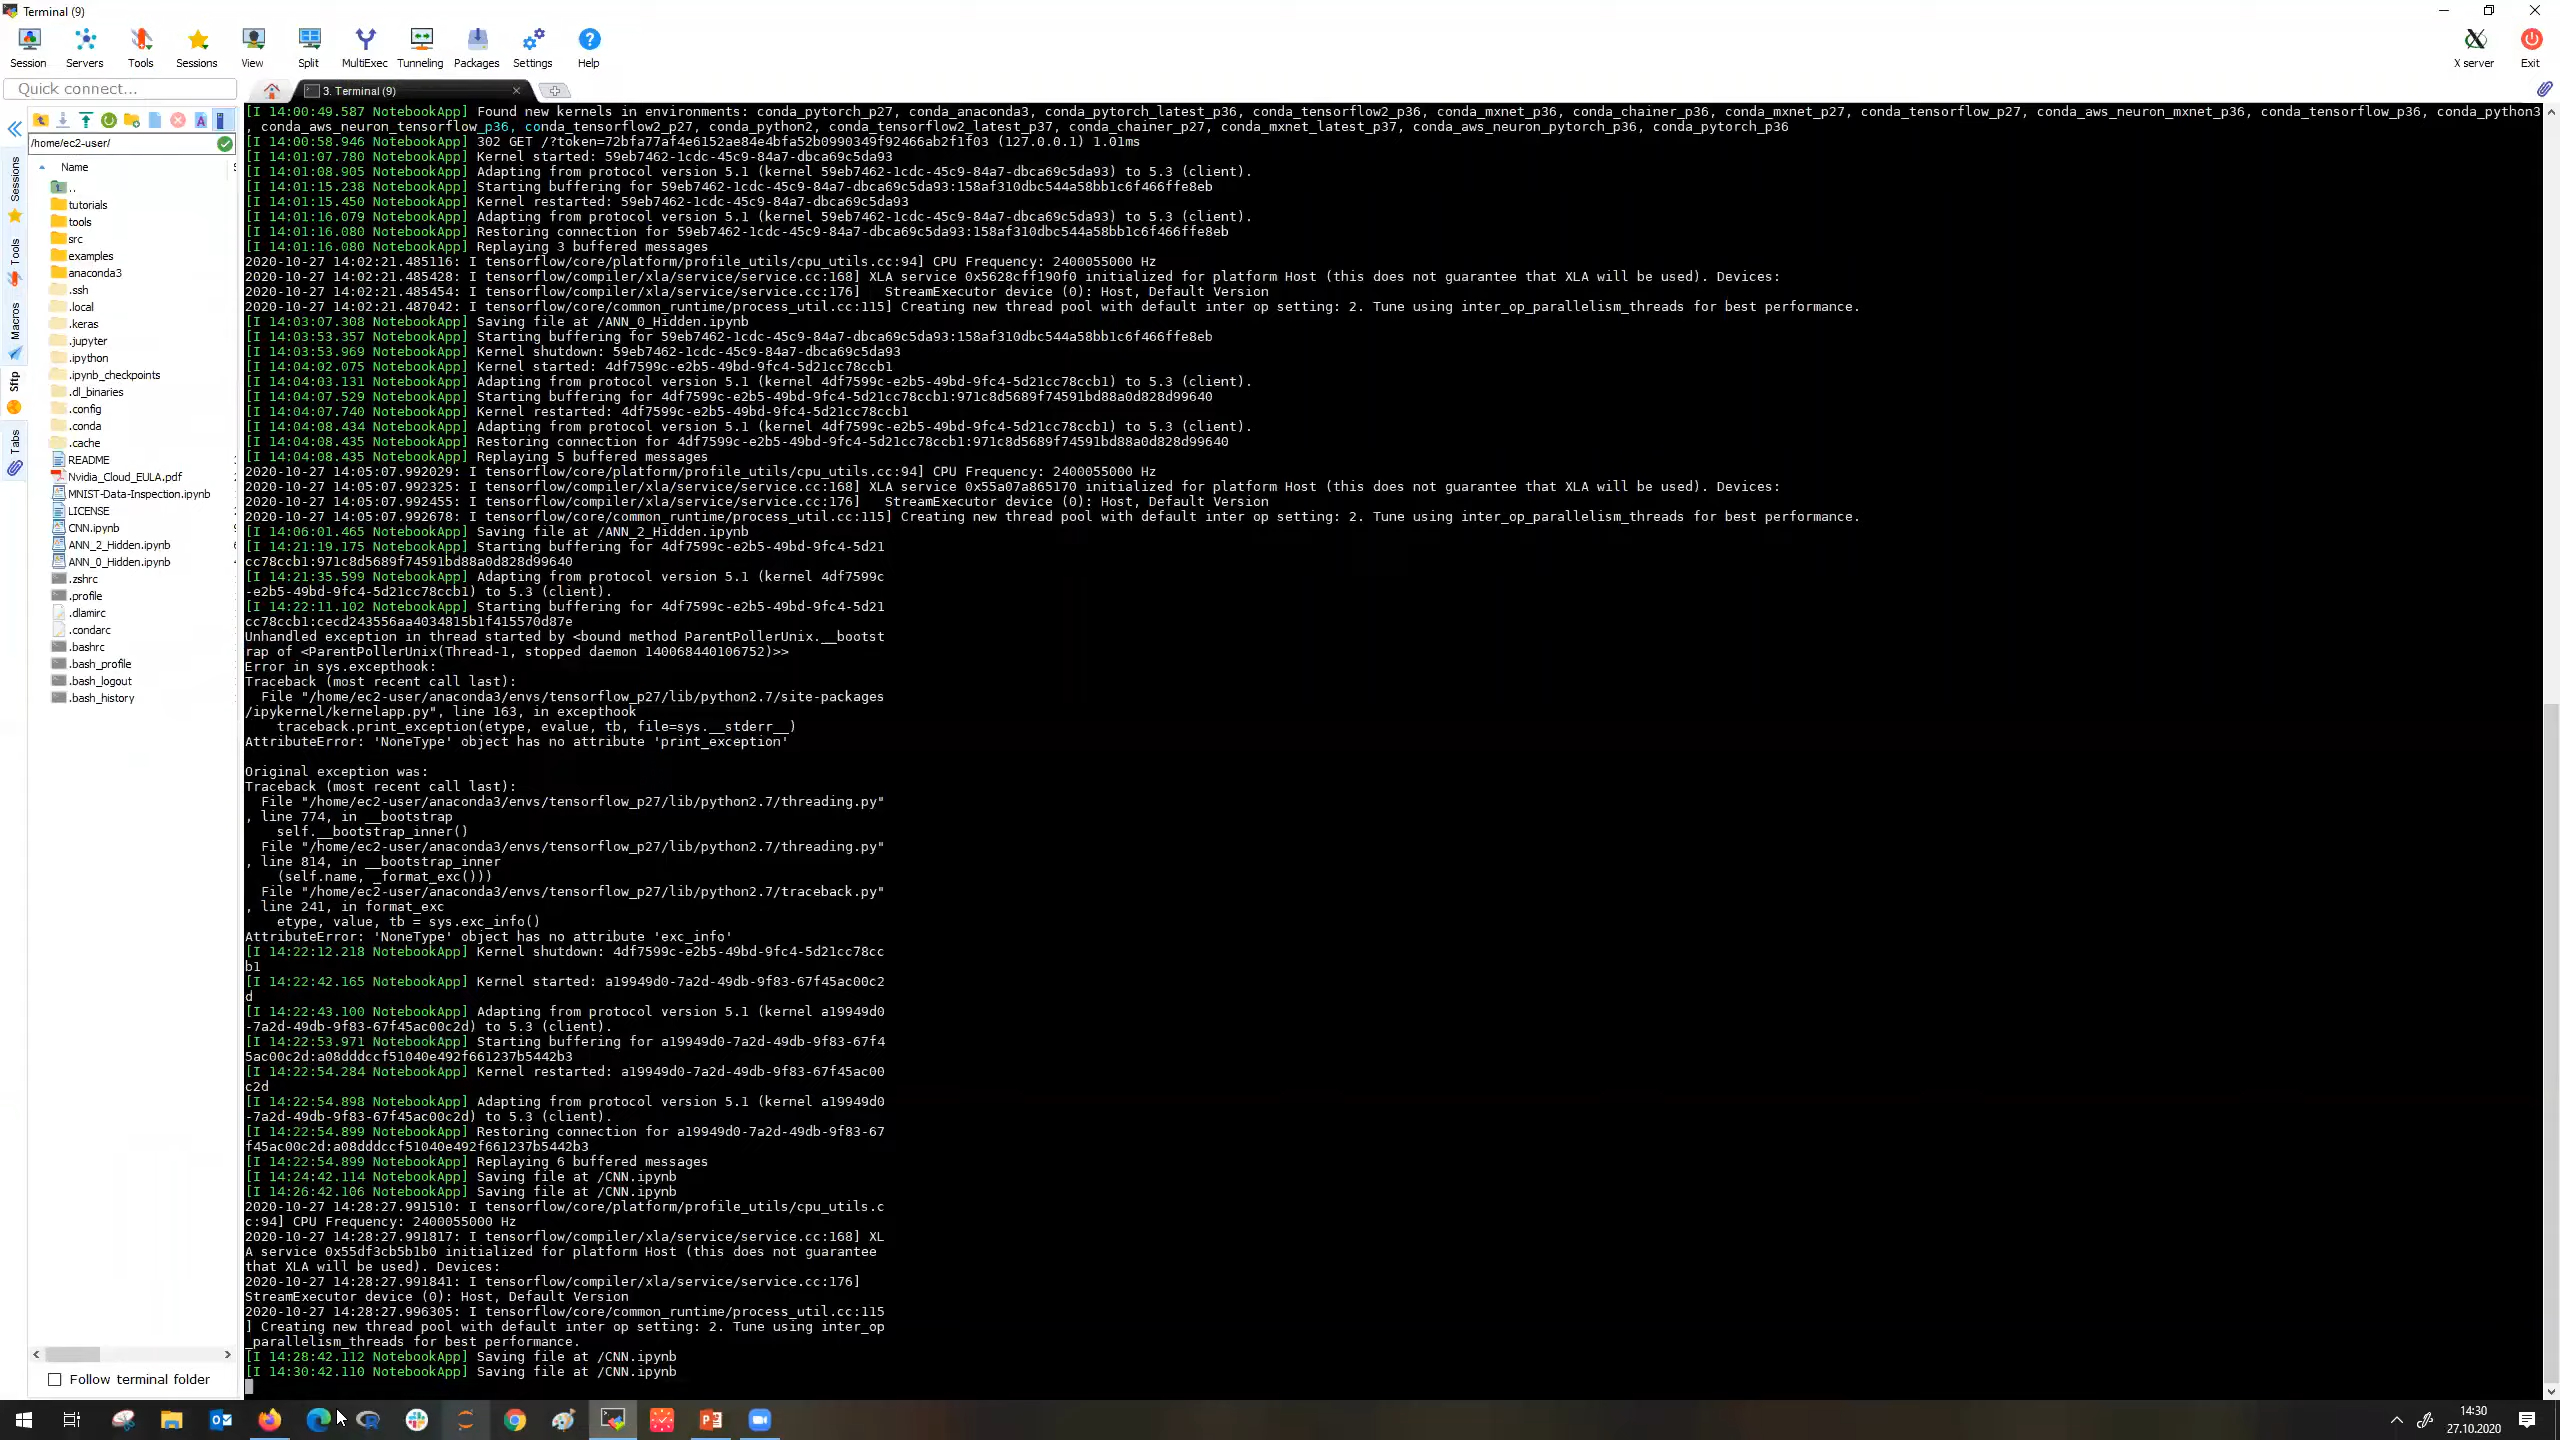 Terminal (9)
Session Servers Tools Sessions View Split MultiExec Tunneling Packages Settings Help X server Exit
Quick connect...
3. Terminal (9)
/home/ec2-user/
Name
..
tutorials
tools
src
examples
anaconda3
.ssh
.local
.keras
.jupyter
.ipython
.ipynb_checkpoints
.dl_binaries
.config
.conda
.cache
README
Nvidia_Cloud_EULA.pdf
MNIST-Data-Inspection.ipynb
LICENSE
CNN.ipynb
ANN_2_Hidden.ipynb
ANN_0_Hidden.ipynb
.zshrc
.profile
.dlamirc
.condarc
.bashrc
.bash_profile
.bash_logout
.bash_history
Follow terminal folder
Sessions
Tools
Macros
Sftp
Tabs
[I 14:00:49.587 NotebookApp] Found new kernels in environments: conda_pytorch_p27, conda_anaconda3, conda_pytorch_latest_p36, conda_tensorflow2_p36, conda_mxnet_p36, conda_chainer_p36, conda_mxnet_p27, conda_tensorflow_p27, conda_aws_neuron_mxnet_p36, conda_tensorflow_p36, conda_python3
, conda_aws_neuron_tensorflow_p36, conda_tensorflow2_p27, conda_python2, conda_tensorflow2_latest_p37, conda_chainer_p27, conda_mxnet_latest_p37, conda_aws_neuron_pytorch_p36, conda_pytorch_p36
[I 14:00:58.946 NotebookApp] 302 GET /?token=72bfa77af4e6152ae84e4bfa52b0990349f92466ab2f1f03 (127.0.0.1) 1.01ms
[I 14:01:07.780 NotebookApp] Kernel started: 59eb7462-1cdc-45c9-84a7-dbca69c5da93
[I 14:01:08.905 NotebookApp] Adapting from protocol version 5.1 (kernel 59eb7462-1cdc-45c9-84a7-dbca69c5da93) to 5.3 (client).
[I 14:01:15.238 NotebookApp] Starting buffering for 59eb7462-1cdc-45c9-84a7-dbca69c5da93:158af310dbc544a58bb1c6f466ffe8eb
[I 14:01:15.450 NotebookApp] Kernel restarted: 59eb7462-1cdc-45c9-84a7-dbca69c5da93
[I 14:01:16.079 NotebookApp] Adapting from protocol version 5.1 (kernel 59eb7462-1cdc-45c9-84a7-dbca69c5da93) to 5.3 (client).
[I 14:01:16.080 NotebookApp] Restoring connection for 59eb7462-1cdc-45c9-84a7-dbca69c5da93:158af310dbc544a58bb1c6f466ffe8eb
[I 14:01:16.080 NotebookApp] Replaying 3 buffered messages
2020-10-27 14:02:21.485116: I tensorflow/core/platform/profile_utils/cpu_utils.cc:94] CPU Frequency: 2400055000 Hz
2020-10-27 14:02:21.485428: I tensorflow/compiler/xla/service/service.cc:168] XLA service 0x5628cff190f0 initialized for platform Host (this does not guarantee that XLA will be used). Devices:
2020-10-27 14:02:21.485454: I tensorflow/compiler/xla/service/service.cc:176]   StreamExecutor device (0): Host, Default Version
2020-10-27 14:02:21.487042: I tensorflow/core/common_runtime/process_util.cc:115] Creating new thread pool with default inter op setting: 2. Tune using inter_op_parallelism_threads for best performance.
[I 14:03:07.308 NotebookApp] Saving file at /ANN_0_Hidden.ipynb
[I 14:03:53.357 NotebookApp] Starting buffering for 59eb7462-1cdc-45c9-84a7-dbca69c5da93:158af310dbc544a58bb1c6f466ffe8eb
[I 14:03:53.969 NotebookApp] Kernel shutdown: 59eb7462-1cdc-45c9-84a7-dbca69c5da93
[I 14:04:02.075 NotebookApp] Kernel started: 4df7599c-e2b5-49bd-9fc4-5d21cc78ccb1
[I 14:04:03.131 NotebookApp] Adapting from protocol version 5.1 (kernel 4df7599c-e2b5-49bd-9fc4-5d21cc78ccb1) to 5.3 (client).
[I 14:04:07.529 NotebookApp] Starting buffering for 4df7599c-e2b5-49bd-9fc4-5d21cc78ccb1:971c8d5689f74591bd88a0d828d99640
[I 14:04:07.740 NotebookApp] Kernel restarted: 4df7599c-e2b5-49bd-9fc4-5d21cc78ccb1
[I 14:04:08.434 NotebookApp] Adapting from protocol version 5.1 (kernel 4df7599c-e2b5-49bd-9fc4-5d21cc78ccb1) to 5.3 (client).
[I 14:04:08.435 NotebookApp] Restoring connection for 4df7599c-e2b5-49bd-9fc4-5d21cc78ccb1:971c8d5689f74591bd88a0d828d99640
[I 14:04:08.435 NotebookApp] Replaying 5 buffered messages
2020-10-27 14:05:07.992029: I tensorflow/core/platform/profile_utils/cpu_utils.cc:94] CPU Frequency: 2400055000 Hz
2020-10-27 14:05:07.992325: I tensorflow/compiler/xla/service/service.cc:168] XLA service 0x55a07a865170 initialized for platform Host (this does not guarantee that XLA will be used). Devices:
2020-10-27 14:05:07.992455: I tensorflow/compiler/xla/service/service.cc:176]   StreamExecutor device (0): Host, Default Version
2020-10-27 14:05:07.992678: I tensorflow/core/common_runtime/process_util.cc:115] Creating new thread pool with default inter op setting: 2. Tune using inter_op_parallelism_threads for best performance.
[I 14:06:01.465 NotebookApp] Saving file at /ANN_2_Hidden.ipynb
[I 14:21:19.175 NotebookApp] Starting buffering for 4df7599c-e2b5-49bd-9fc4-5d21
cc78ccb1:971c8d5689f74591bd88a0d828d99640
[I 14:21:35.599 NotebookApp] Adapting from protocol version 5.1 (kernel 4df7599c
-e2b5-49bd-9fc4-5d21cc78ccb1) to 5.3 (client).
[I 14:22:11.102 NotebookApp] Starting buffering for 4df7599c-e2b5-49bd-9fc4-5d21
cc78ccb1:cecd243556aa4034815b1f415570d87e
Unhandled exception in thread started by <bound method ParentPollerUnix.__bootst
rap of <ParentPollerUnix(Thread-1, stopped daemon 140068440106752)>>
Error in sys.excepthook:
Traceback (most recent call last):
  File "/home/ec2-user/anaconda3/envs/tensorflow_p27/lib/python2.7/site-packages
/ipykernel/kernelapp.py", line 163, in excepthook
    traceback.print_exception(etype, evalue, tb, file=sys.__stderr__)
AttributeError: 'NoneType' object has no attribute 'print_exception'
Original exception was:
Traceback (most recent call last):
  File "/home/ec2-user/anaconda3/envs/tensorflow_p27/lib/python2.7/threading.py"
, line 774, in __bootstrap
    self.__bootstrap_inner()
  File "/home/ec2-user/anaconda3/envs/tensorflow_p27/lib/python2.7/threading.py"
, line 814, in __bootstrap_inner
    (self.name, _format_exc()))
  File "/home/ec2-user/anaconda3/envs/tensorflow_p27/lib/python2.7/traceback.py"
, line 241, in format_exc
    etype, value, tb = sys.exc_info()
AttributeError: 'NoneType' object has no attribute 'exc_info'
[I 14:22:12.218 NotebookApp] Kernel shutdown: 4df7599c-e2b5-49bd-9fc4-5d21cc78cc
b1
[I 14:22:42.165 NotebookApp] Kernel started: a19949d0-7a2d-49db-9f83-67f45ac00c2
d
[I 14:22:43.100 NotebookApp] Adapting from protocol version 5.1 (kernel a19949d0
-7a2d-49db-9f83-67f45ac00c2d) to 5.3 (client).
[I 14:22:53.971 NotebookApp] Starting buffering for a19949d0-7a2d-49db-9f83-67f4
5ac00c2d:a08dddccf51040e492f661237b5442b3
[I 14:22:54.284 NotebookApp] Kernel restarted: a19949d0-7a2d-49db-9f83-67f45ac00
c2d
[I 14:22:54.898 NotebookApp] Adapting from protocol version 5.1 (kernel a19949d0
-7a2d-49db-9f83-67f45ac00c2d) to 5.3 (client).
[I 14:22:54.899 NotebookApp] Restoring connection for a19949d0-7a2d-49db-9f83-67
f45ac00c2d:a08dddccf51040e492f661237b5442b3
[I 14:22:54.899 NotebookApp] Replaying 6 buffered messages
[I 14:24:42.114 NotebookApp] Saving file at /CNN.ipynb
[I 14:26:42.106 NotebookApp] Saving file at /CNN.ipynb
2020-10-27 14:28:27.991510: I tensorflow/core/platform/profile_utils/cpu_utils.c
c:94] CPU Frequency: 2400055000 Hz
2020-10-27 14:28:27.991817: I tensorflow/compiler/xla/service/service.cc:168] XL
A service 0x55df3cb5b1b0 initialized for platform Host (this does not guarantee
that XLA will be used). Devices:
2020-10-27 14:28:27.991841: I tensorflow/compiler/xla/service/service.cc:176]
StreamExecutor device (0): Host, Default Version
2020-10-27 14:28:27.996305: I tensorflow/core/common_runtime/process_util.cc:115
] Creating new thread pool with default inter op setting: 2. Tune using inter_op
_parallelism_threads for best performance.
[I 14:28:42.112 NotebookApp] Saving file at /CNN.ipynb
[I 14:30:42.110 NotebookApp] Saving file at /CNN.ipynb
14:30
27.10.2020